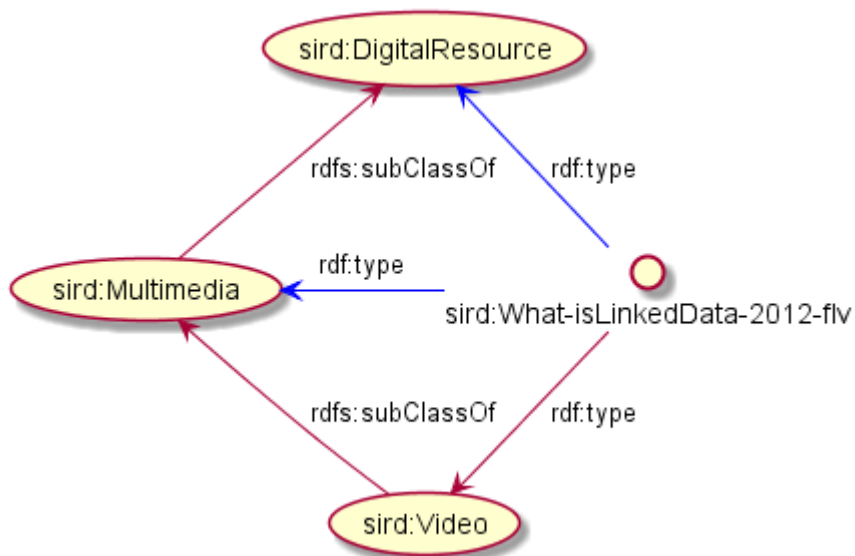 sird:DigitalResource
rdfs:subClassOf
rdf:type
rdf:type
sird:Multimedia
sird:What-isLinkedData-2012-flv
rdfs:subClassOf
rdf:type
sird:Video